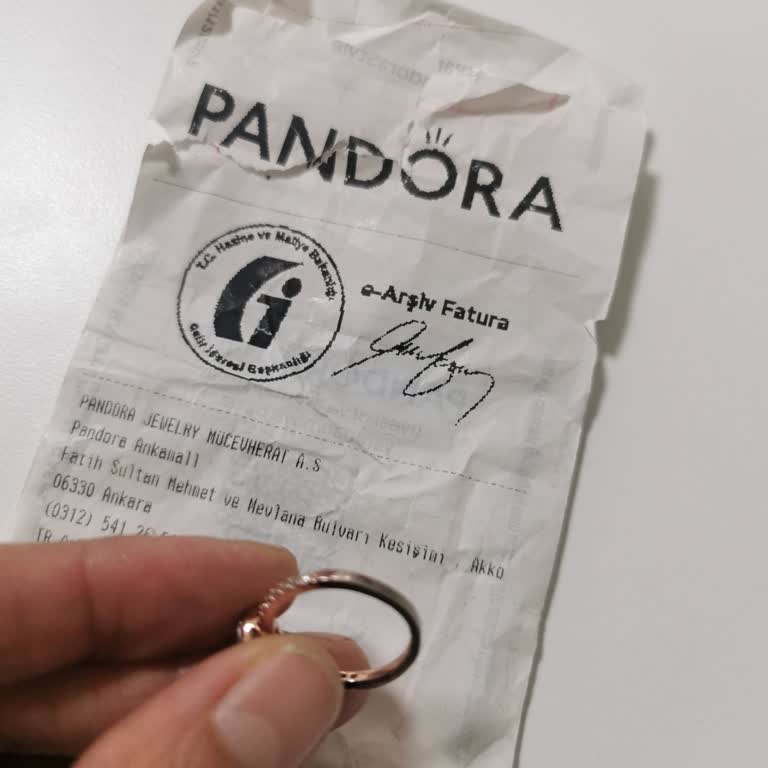 PANDORA
T.C. Hazine ve Maliye Bakanlığı
Gelir İdaresi Başkanlığı
e-Arşiv Fatura
PANDORA JEWELRY MÜCEVHERAT A.S
Pandora Ankamall
Fatih Sultan Mehmet ve Mevlana Bulvarı Kesişimi , Akko
06330 Ankara
(0312) 541